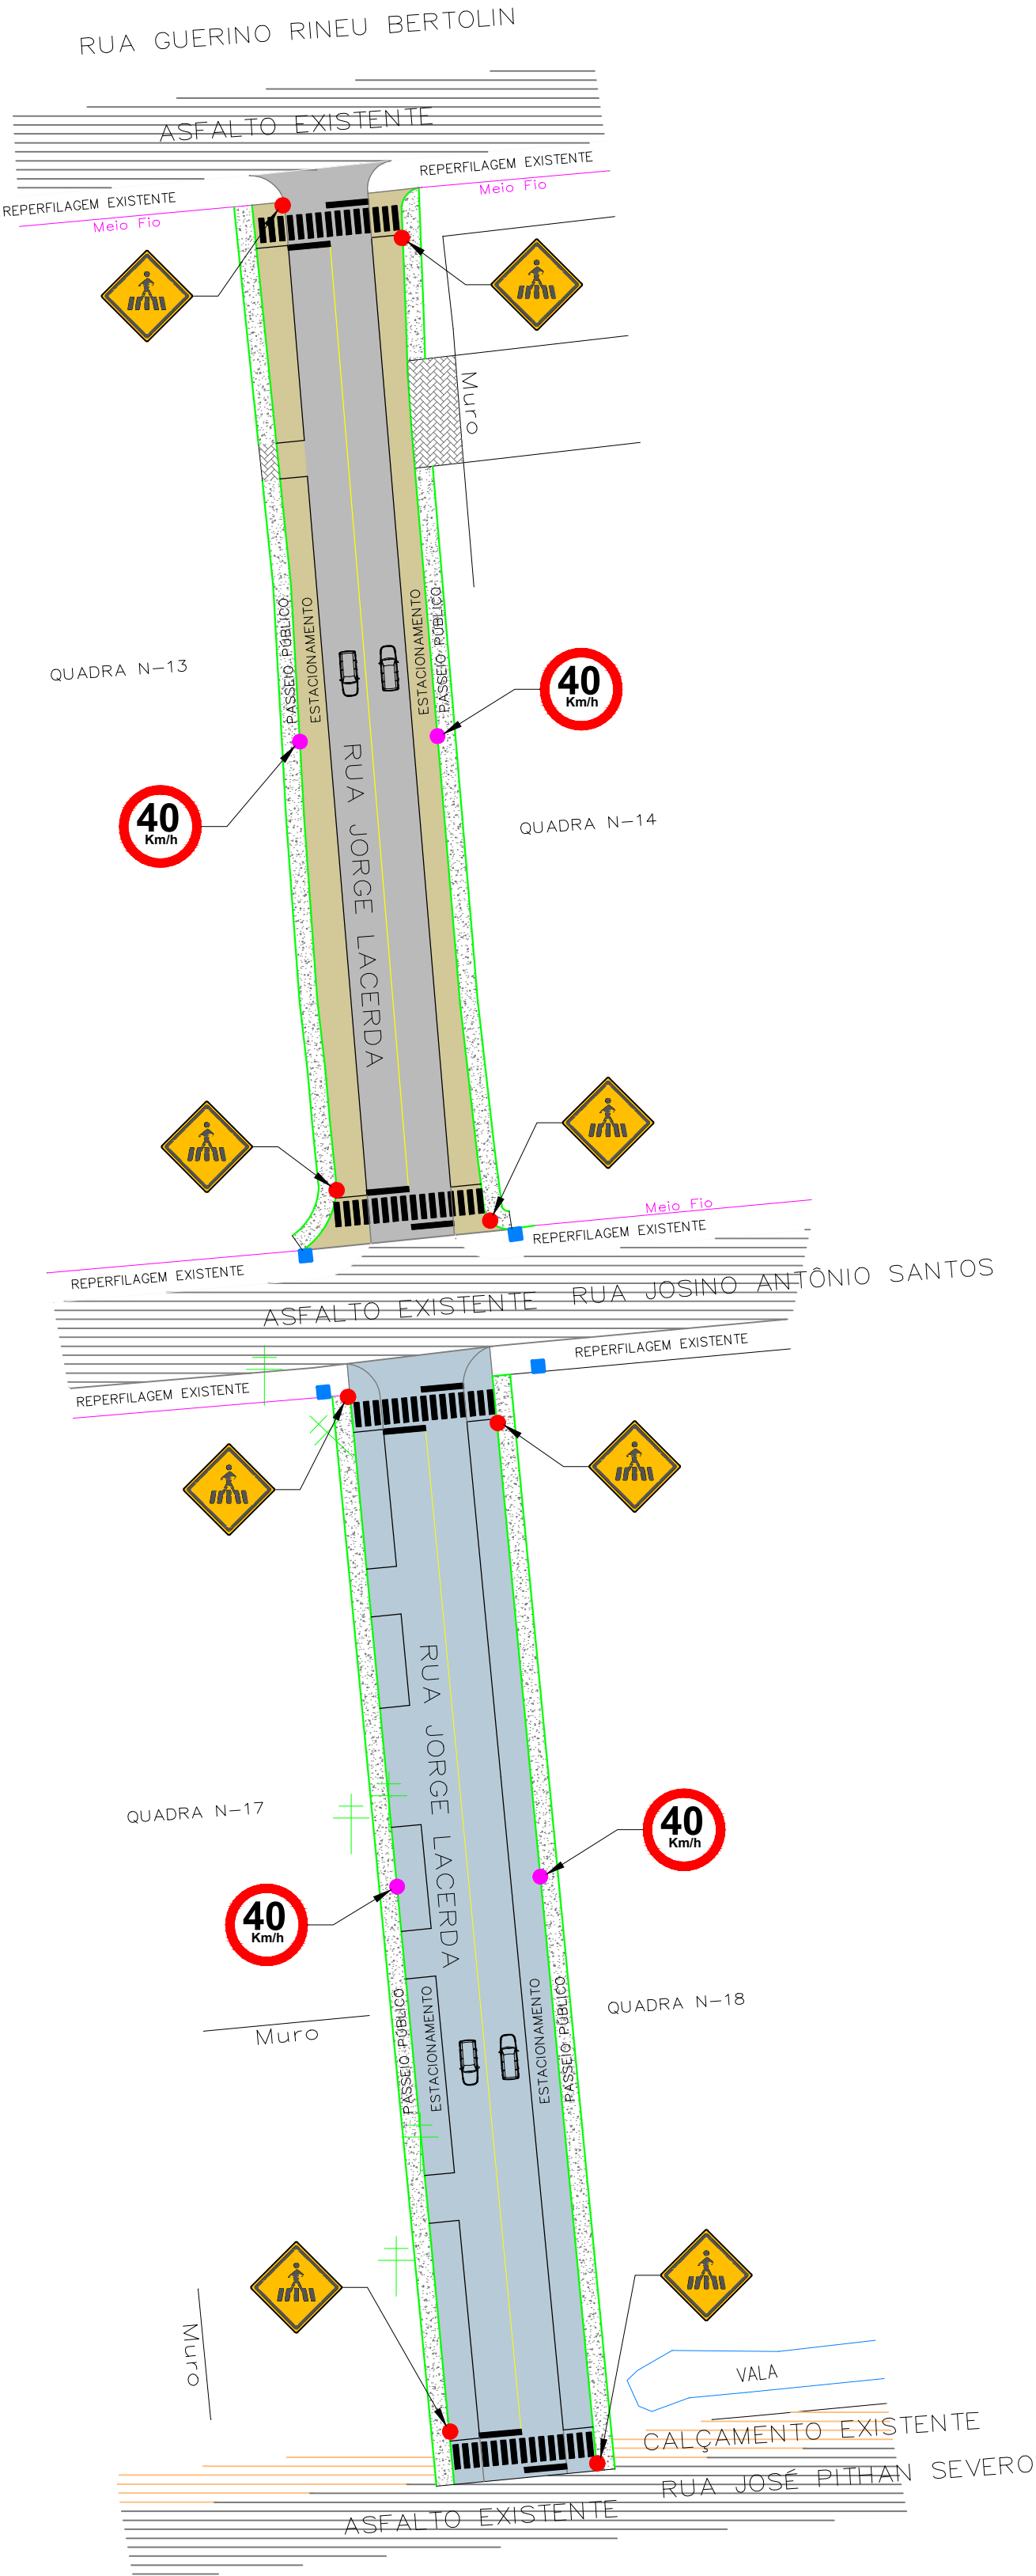 RUA GUERINO RINEU BERTOLIN
ASFALTO EXISTENTE
REPERFILAGEM EXISTENTE
Meio Fio
REPERFILAGEM EXISTENTE
Meio Fio
Muro
PASSEIO PÚBLICO
ESTACIONAMENTO
ESTACIONAMENTO
PASSEIO PÚBLICO
QUADRA N-13
40
Km/h
RUA JORGE LACERDA
40
Km/h
QUADRA N-14
Meio Fio
REPERFILAGEM EXISTENTE
REPERFILAGEM EXISTENTE
ASFALTO EXISTENTE
RUA JOSINO ANTÔNIO SANTOS
REPERFILAGEM EXISTENTE
REPERFILAGEM EXISTENTE
RUA JORGE LACERDA
QUADRA N-17
40
Km/h
40
Km/h
PASSEIO PÚBLICO
ESTACIONAMENTO
ESTACIONAMENTO
PASSEIO PÚBLICO
QUADRA N-18
Muro
Muro
VALA
CALÇAMENTO EXISTENTE
RUA JOSÉ PITHAN SEVERO
ASFALTO EXISTENTE